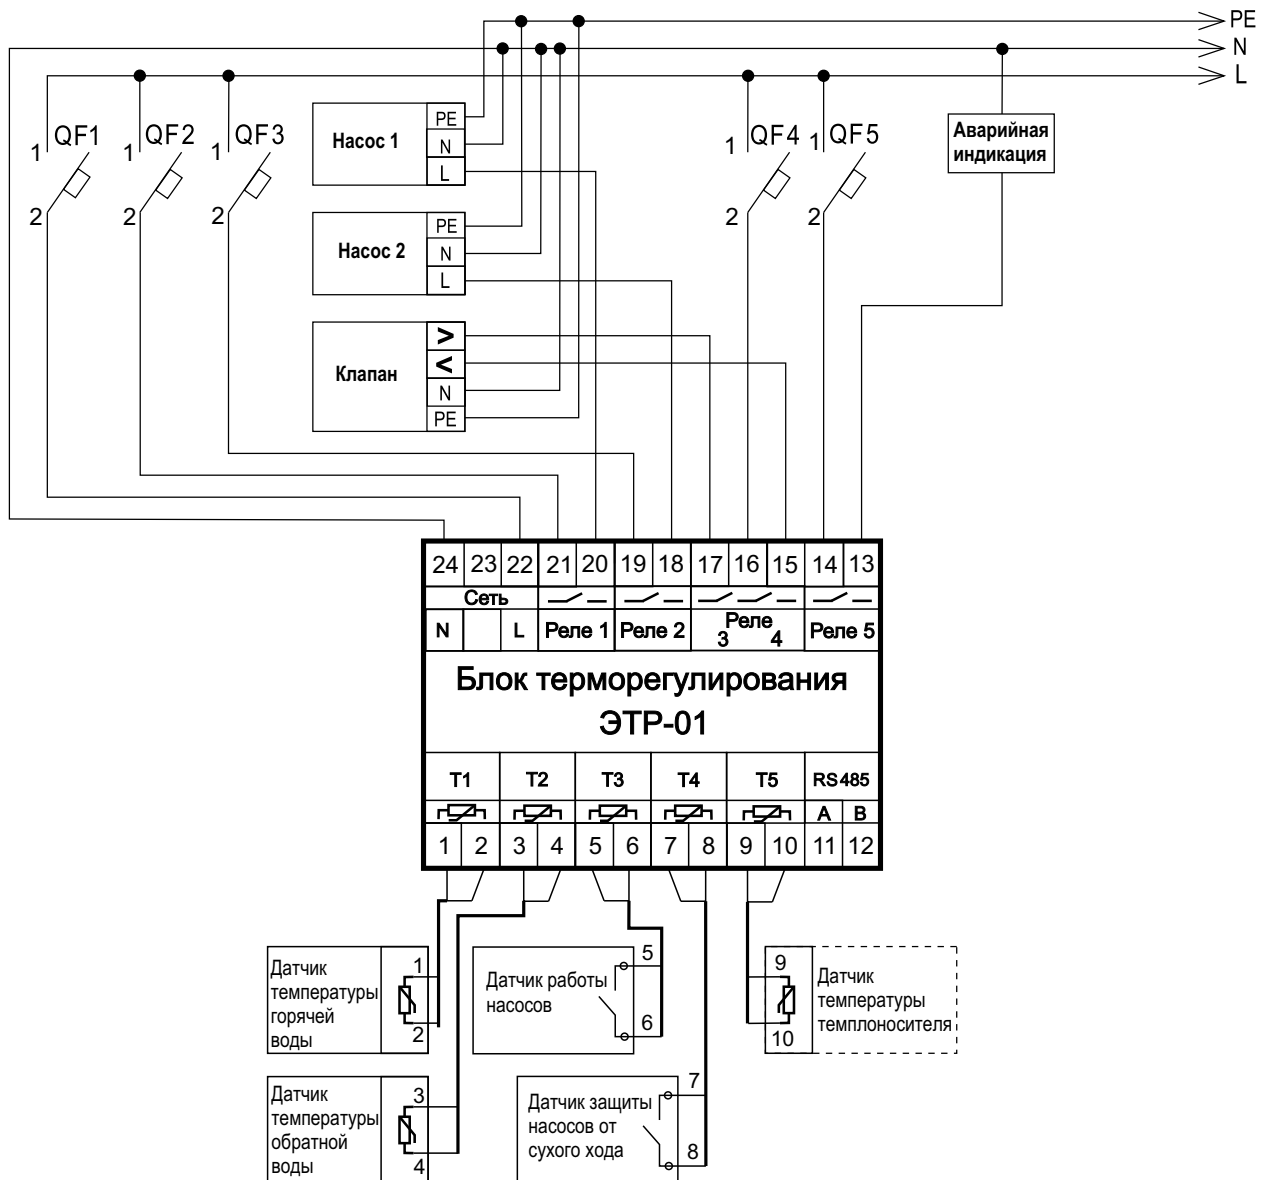 PE
N
L
1 QF1
2
1 QF2
2
1 QF3
2
Насос 1
PE
N
L
Насос 2
PE
N
L
Клапан
>
<
N
PE
1 QF4
2
1 QF5
2
Аварийная
индикация
24 23 22 21 20 19 18 17 16 15 14 13
Сеть
N L Реле 1 Реле 2 Реле 3 4 Реле 5
Блок терморегулирования
ЭТР-01
T1 T2 T3 T4 T5 RS485
A B
1 2 3 4 5 6 7 8 9 10 11 12
Датчик
температуры
горячей
воды
1
2
Датчик работы
насосов
5
6
9
10
Датчик
температуры
темплоносителя
Датчик
температуры
обратной
воды
3
4
Датчик защиты
насосов от
сухого хода
7
8